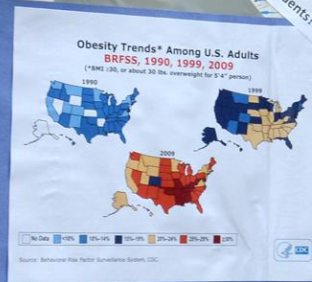 ents
Obesity Trends* Among U.S. Adults
BRFSS, 1990, 1999, 2009
(*BMI ≥30, or about 30 lbs. overweight for 5'4" person)
1990
1999
2009
No Data <10% 10%–14% 15%–19% 20%–24% 25%–29% ≥30%
Source: Behavioral Risk Factor Surveillance System, CDC.
CDC